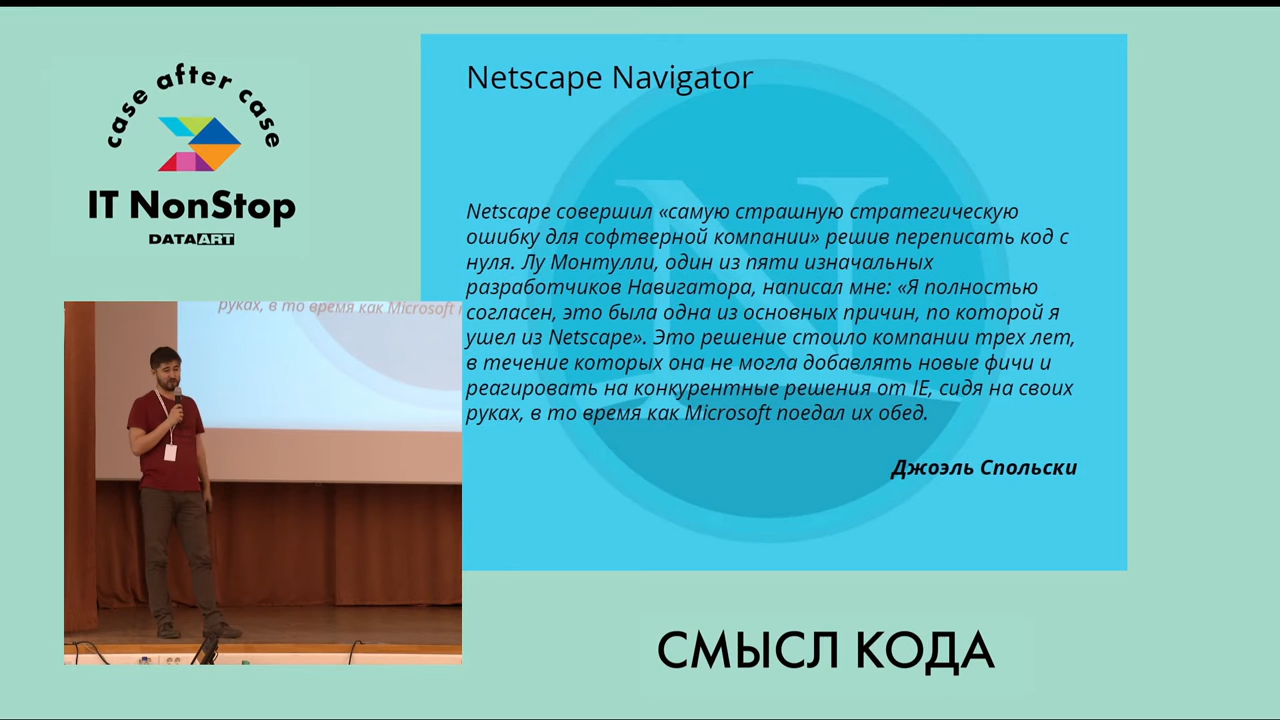 case after case
IT NonStop
DATAART
Netscape Navigator
Netscape совершил «самую страшную стратегическую
ошибку для софтверной компании» решив переписать код с
нуля. Лу Монтулли, один из пяти изначальных
разработчиков Навигатора, написал мне: «Я полностью
согласен, это была одна из основных причин, по которой я
ушел из Netscape». Это решение стоило компании трех лет,
в течение которых она не могла добавлять новые фичи и
реагировать на конкурентные решения от IE, сидя на своих
руках, в то время как Microsoft поедал их обед.
Джоэль Спольски
руках, в то время как Microsoft
СМЫСЛ КОДА